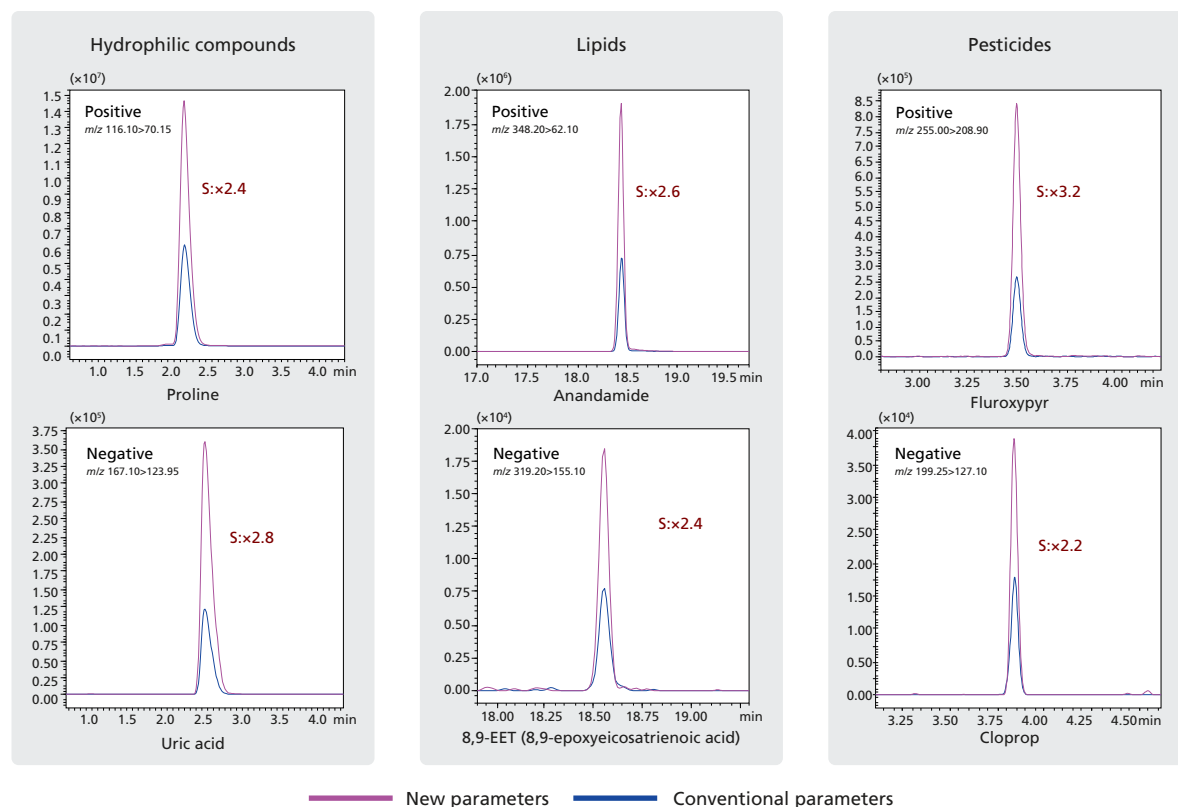 Hydrophilic compounds
(×10⁷)
1.5
1.4
1.3
1.2
1.1
1.0
0.9
0.8
0.7
0.6
0.5
0.4
0.3
0.2
0.1
0.0
Positive
m/z 116.10>70.15
S:×2.4
1.0 1.5 2.0 2.5 3.0 3.5 4.0 min
Proline
(×10⁵)
3.75
3.50
3.25
3.00
2.75
2.50
2.25
2.00
1.75
1.50
1.25
1.00
0.75
0.50
0.25
0.00
Negative
m/z 167.10>123.95
S:×2.8
1.0 1.5 2.0 2.5 3.0 3.5 4.0 min
Uric acid
Lipids
(×10⁶)
2.00
1.75
1.50
1.25
1.00
0.75
0.50
0.25
0.00
Positive
m/z 348.20>62.10
S:×2.6
17.0 17.5 18.0 18.5 19.0 19.5 min
Anandamide
(×10⁴)
2.00
1.75
1.50
1.25
1.00
0.75
0.50
0.25
0.00
Negative
m/z 319.20>155.10
S:×2.4
18.00 18.25 18.50 18.75 19.00 min
8,9-EET (8,9-epoxyeicosatrienoic acid)
Pesticides
(×10⁵)
8.5
8.0
7.5
7.0
6.5
6.0
5.5
5.0
4.5
4.0
3.5
3.0
2.5
2.0
1.5
1.0
0.5
0.0
Positive
m/z 255.00>208.90
S:×3.2
3.00 3.25 3.50 3.75 4.00 min
Fluroxypyr
(×10⁴)
4.00
3.50
3.00
2.50
2.00
1.50
1.00
0.50
0.00
Negative
m/z 199.25>127.10
S:×2.2
3.25 3.50 3.75 4.00 4.25 4.50 min
Cloprop
New parameters Conventional parameters